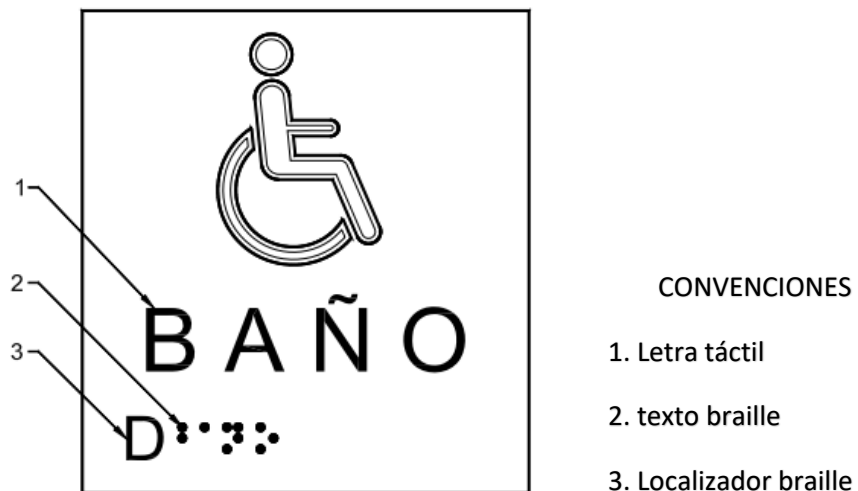 1
BAÑO
2
3
D ⠃⠁⠝⠕
CONVENCIONES
1. Letra táctil
2. texto braille
3. Localizador braille